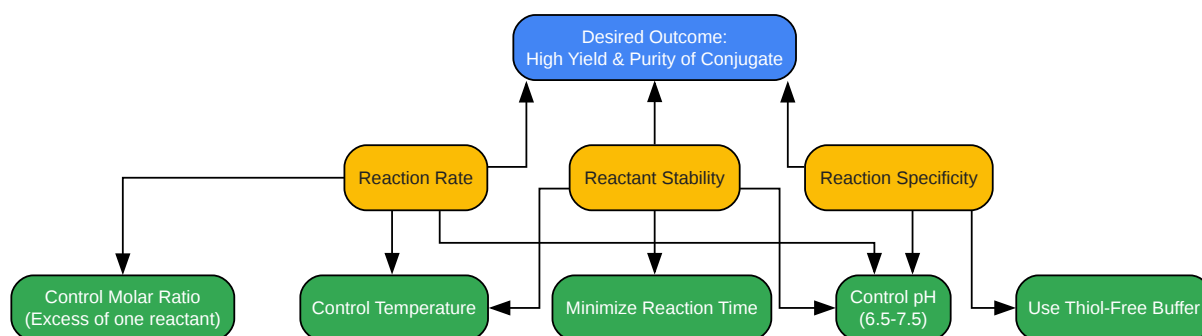 Desired Outcome:
High Yield & Purity of Conjugate
Reaction Rate
Reactant Stability
Reaction Specificity
Control Molar Ratio
(Excess of one reactant)
Control Temperature
Minimize Reaction Time
Control pH
(6.5-7.5)
Use Thiol-Free Buffer